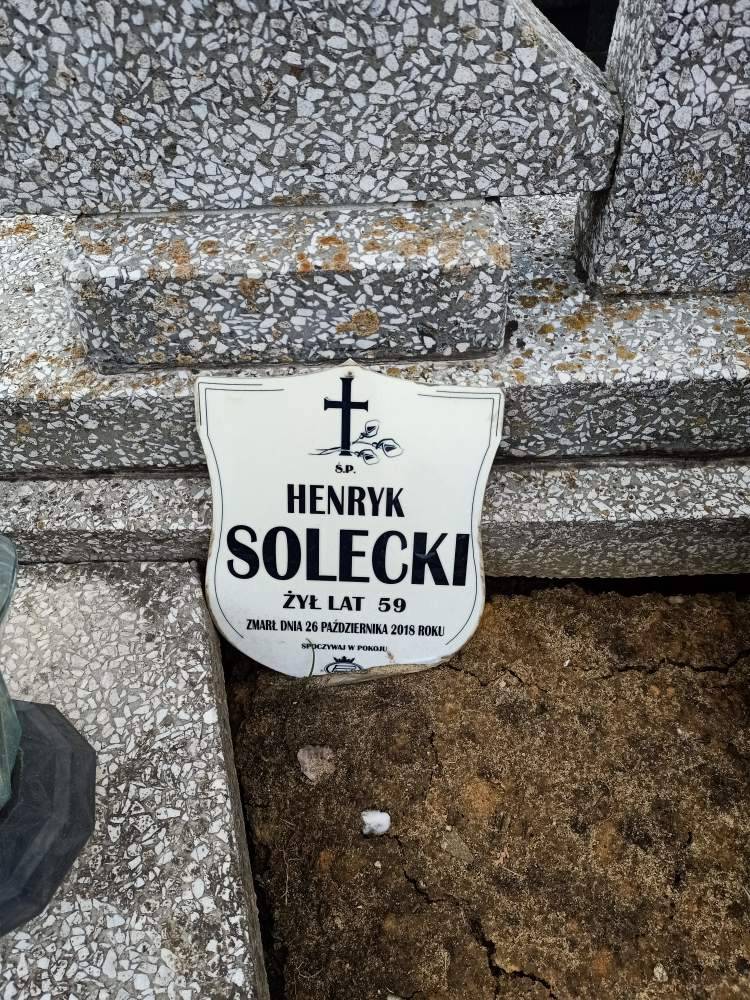 Ś.P.
HENRYK
SOLECKI
ŻYŁ LAT 59
ZMARŁ DNIA 26 PAŹDZIERNIKA 2018 ROKU
SPOCZYWAJ W POKOJU